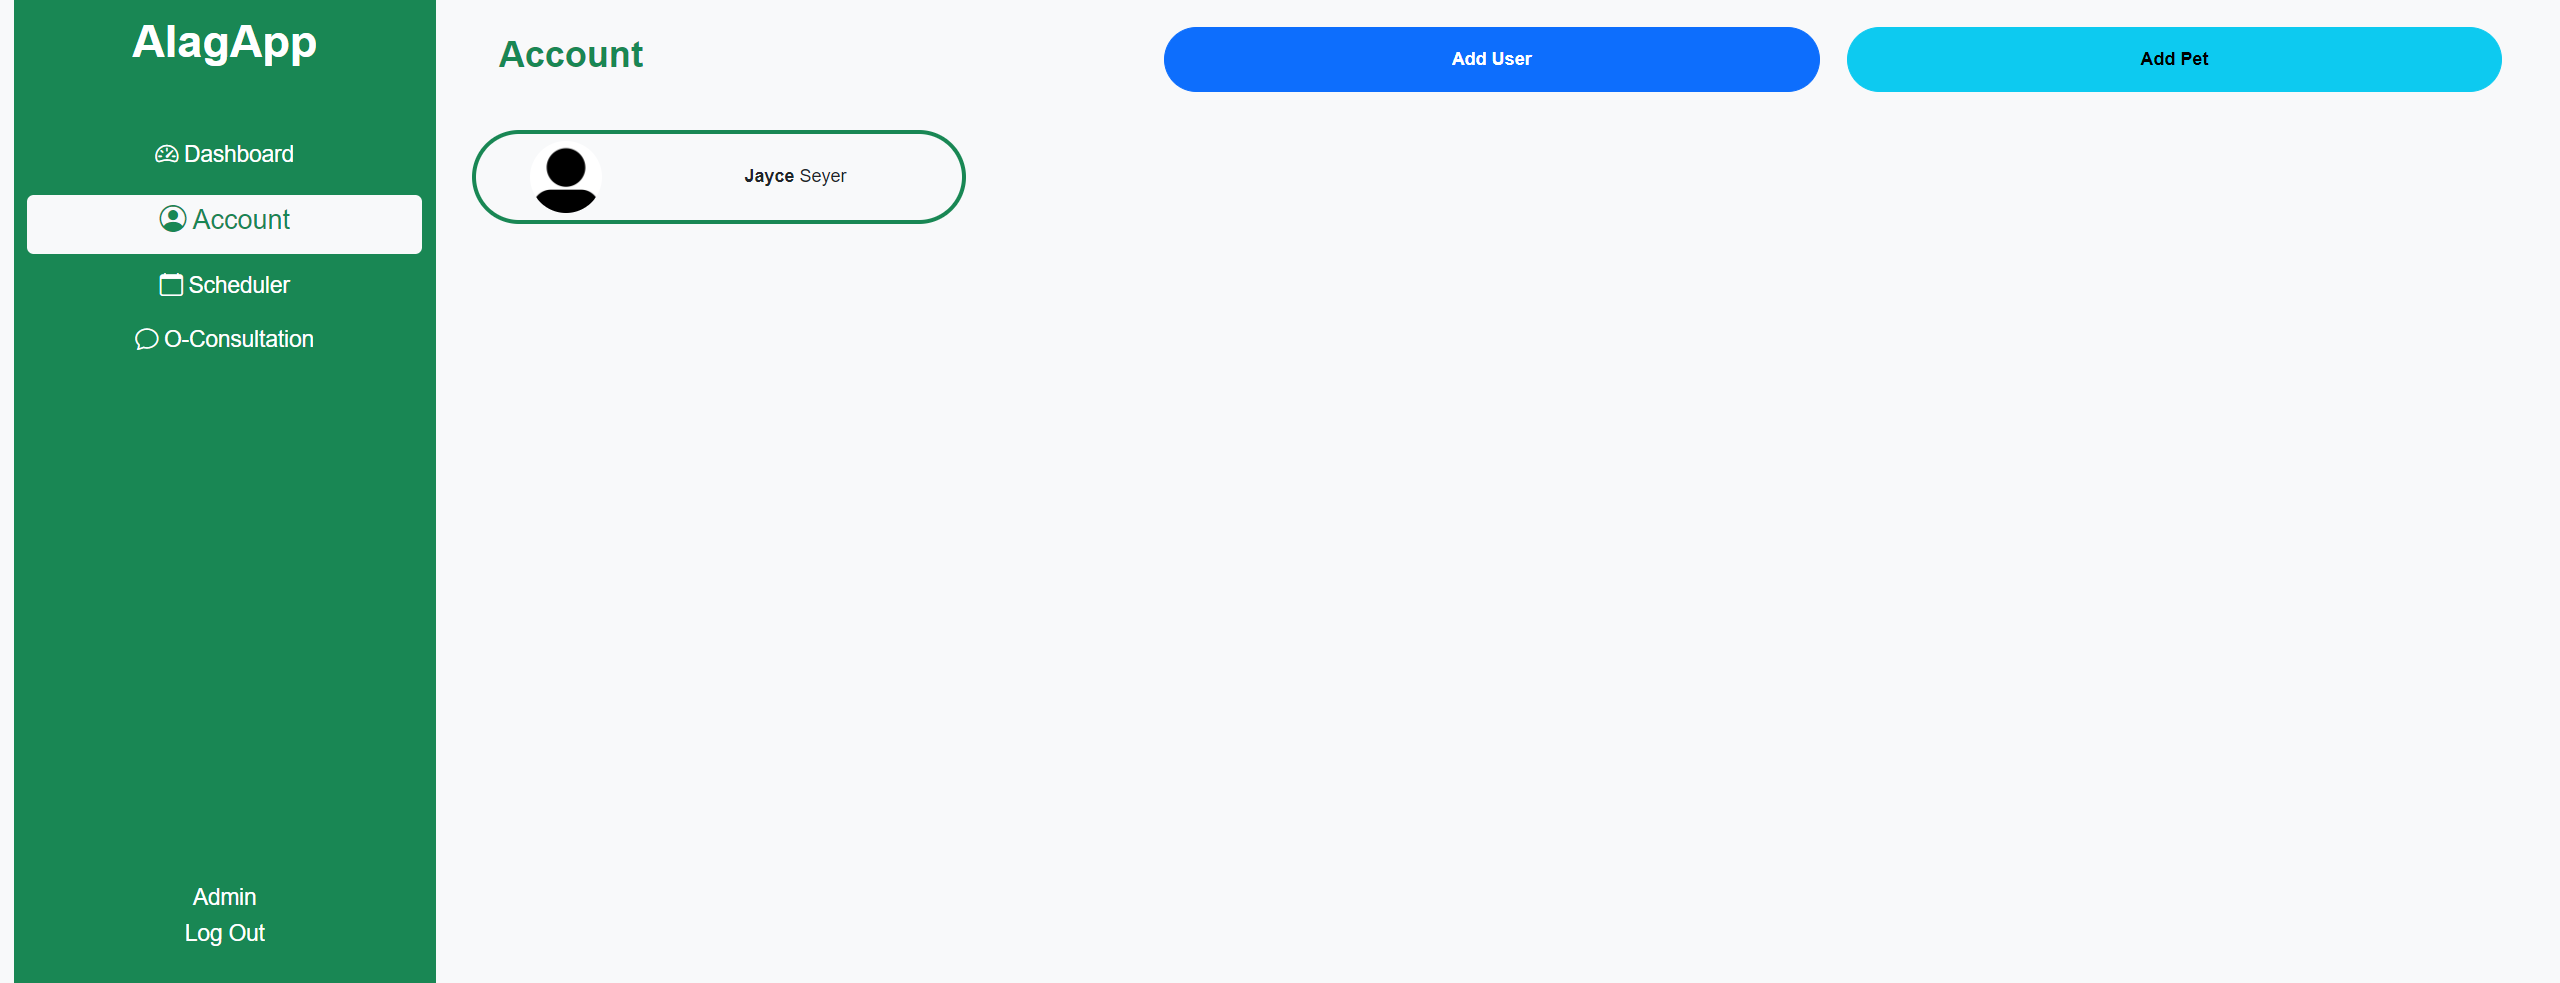 AlagApp
Dashboard
Account
Scheduler
O-Consultation
Admin
Log Out
Account
Add User
Add Pet
Jayce Seyer